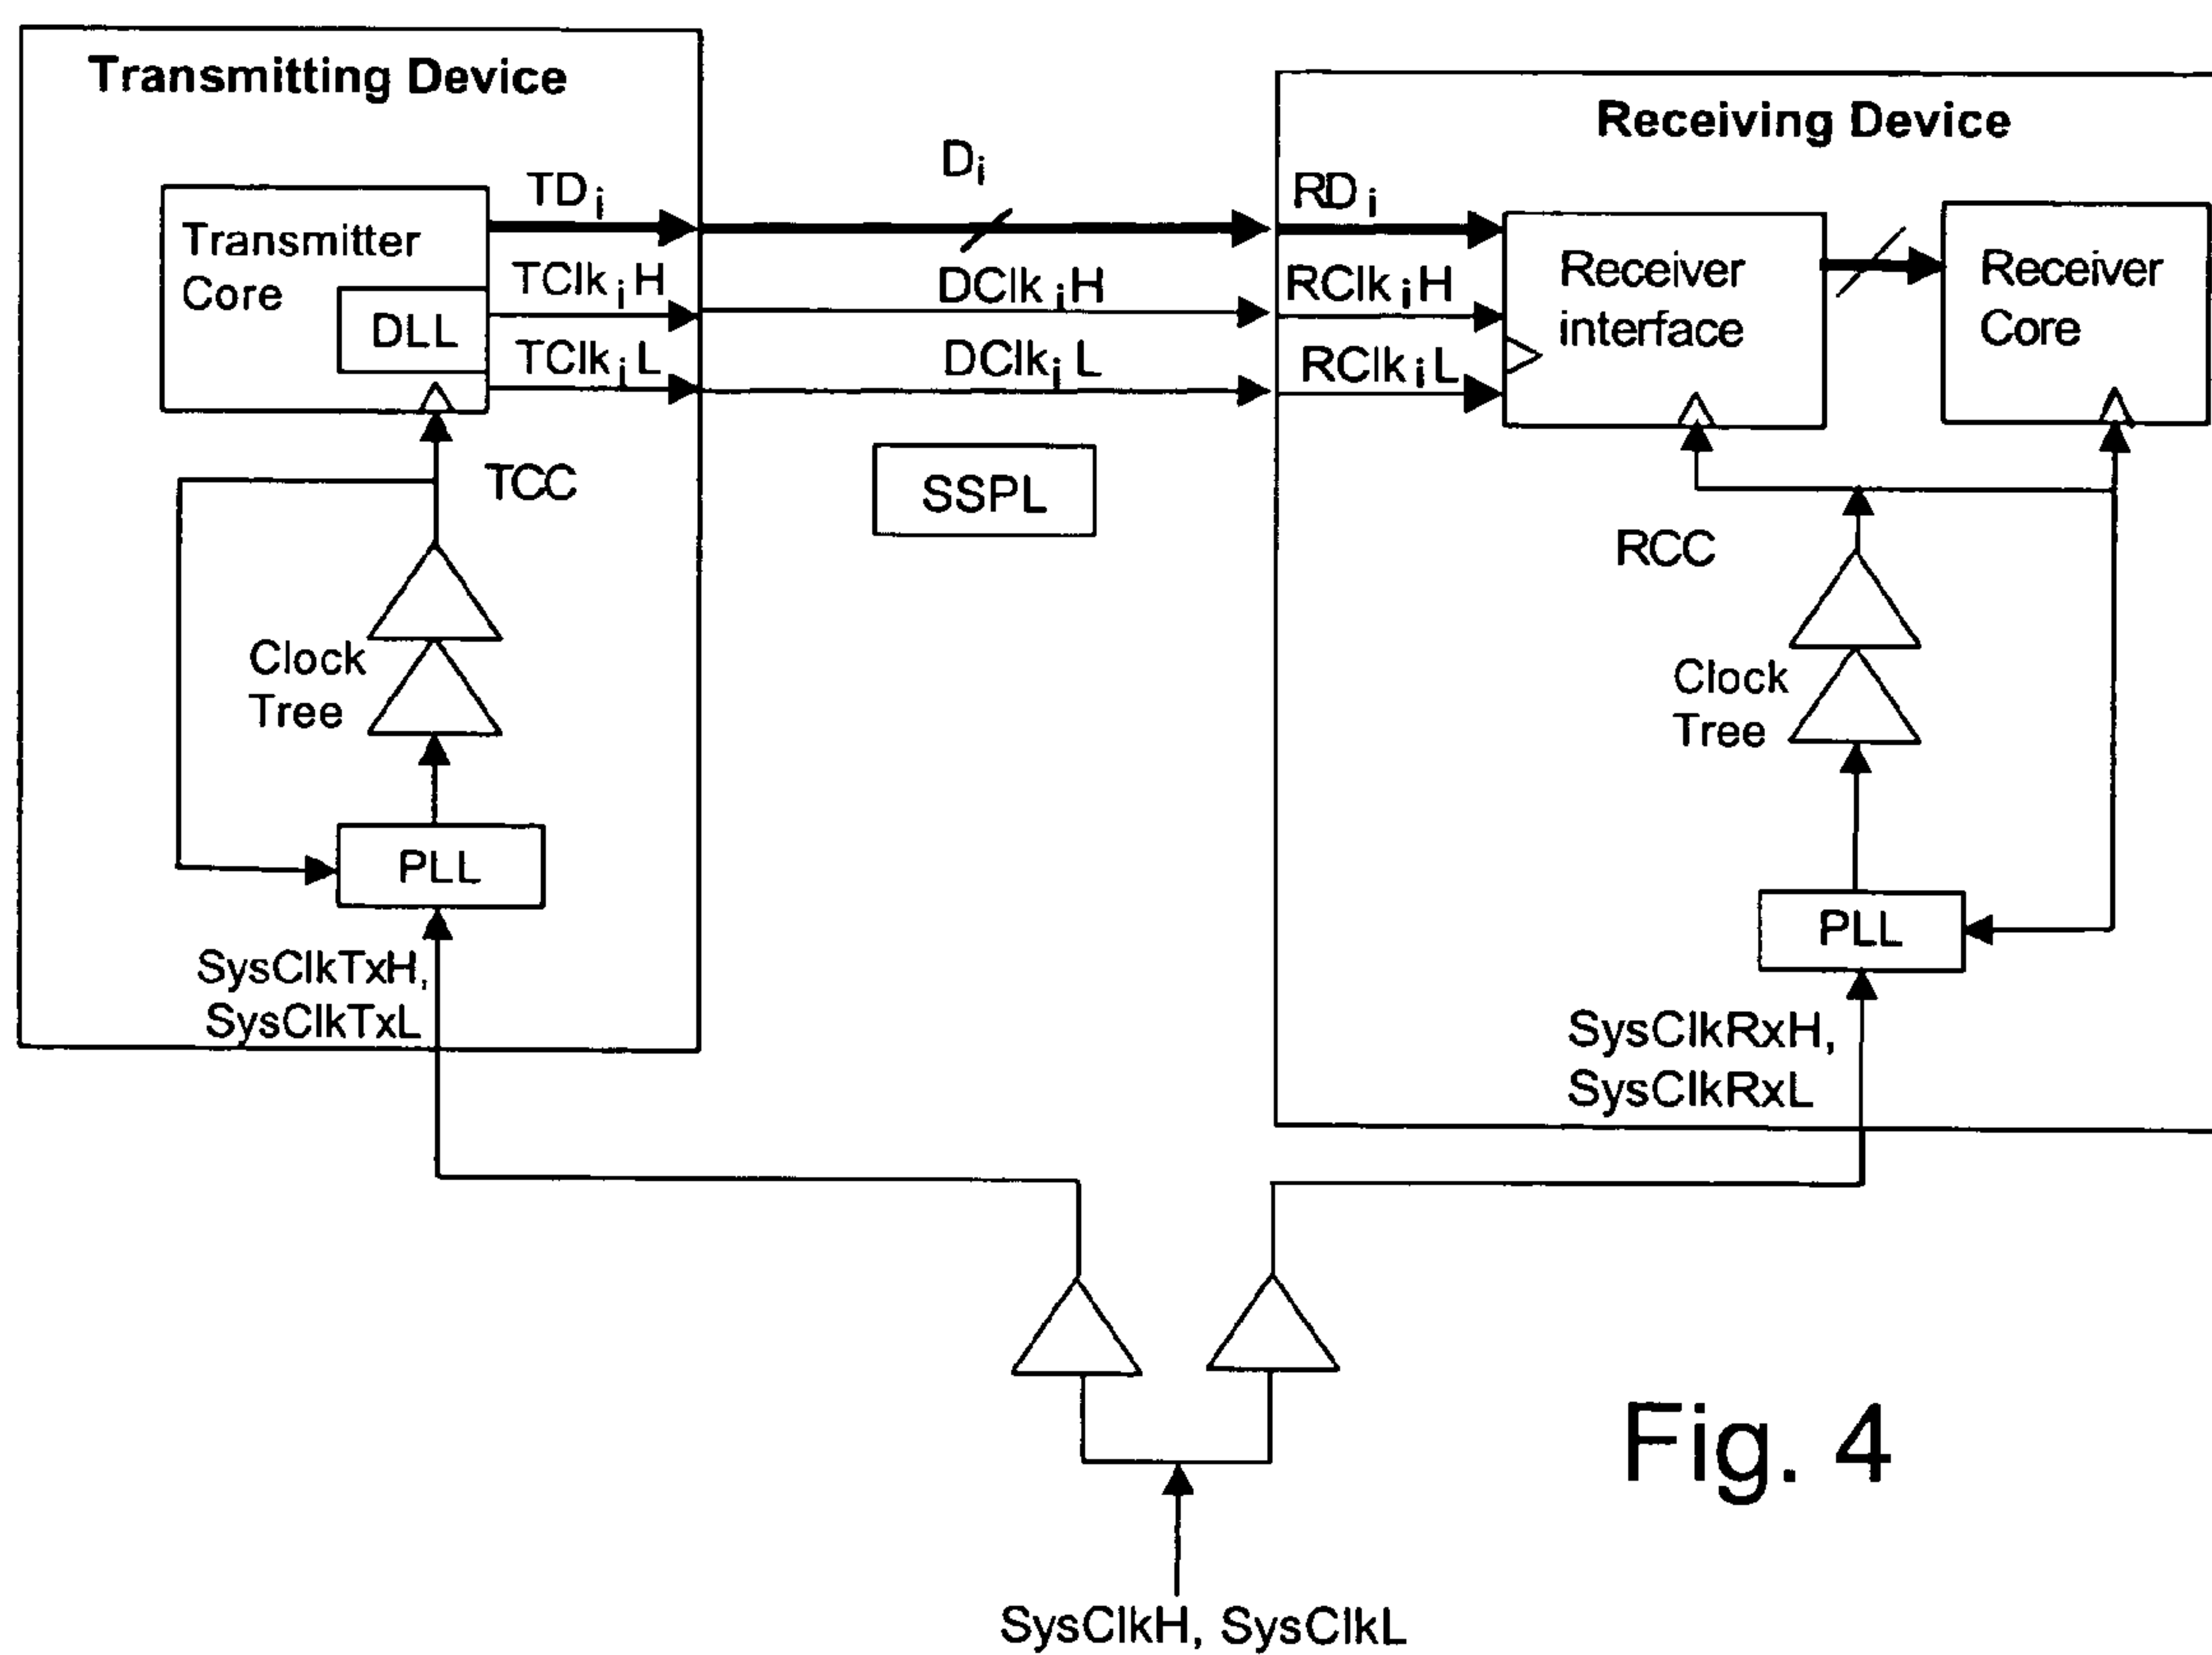 Transmitting Device
Receiving Device
Transmitter
Core
DLL
TDi
TClkiH
TClkiL
Di
DClkiH
DClkiL
SSPL
RDi
RClkiH
RClkiL
Receiver
interface
Receiver
Core
TCC
Clock
Tree
PLL
SysClkTxH,
SysClkTxL
RCC
Clock
Tree
PLL
SysClkRxH,
SysClkRxL
SysClkH, SysClkL
Fig. 4